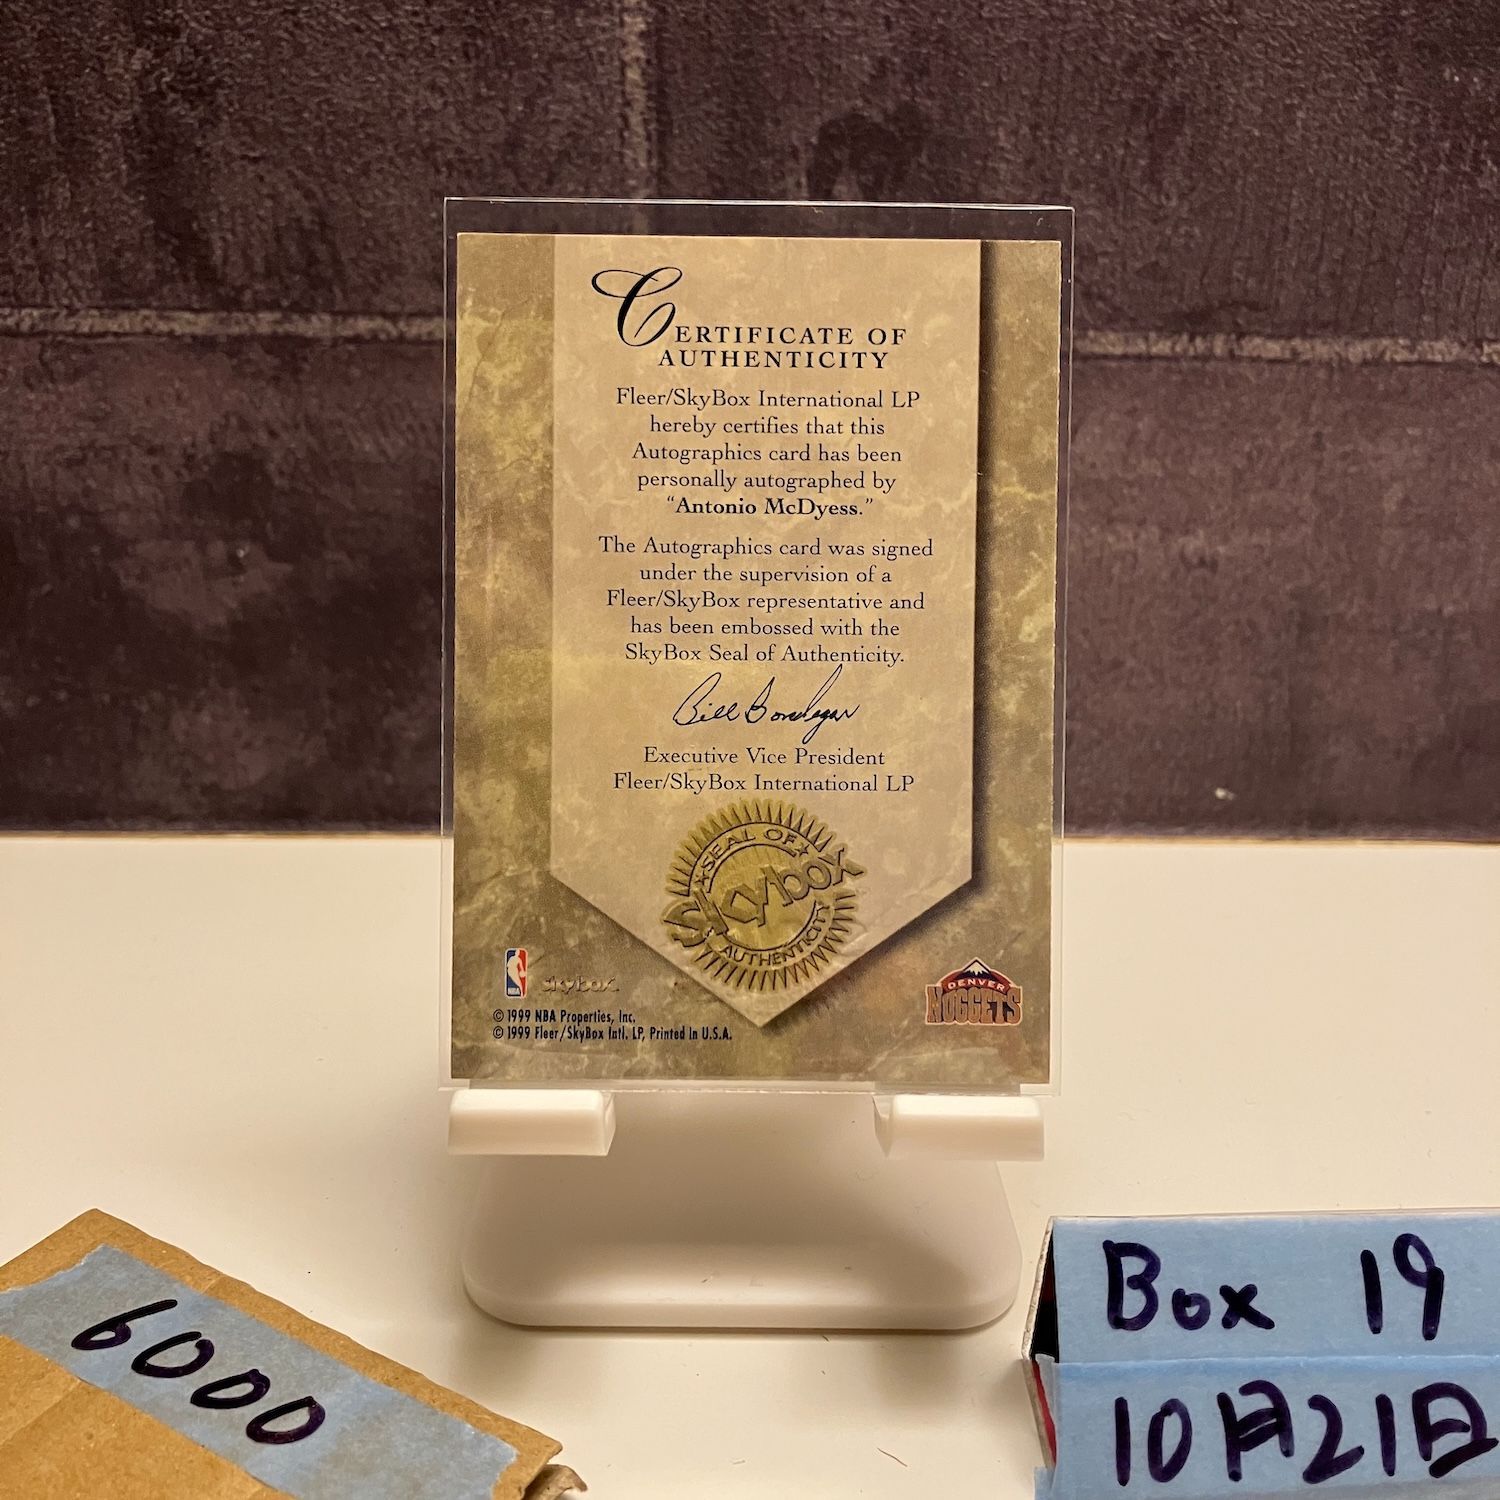 CERTIFICATE OF
AUTHENTICITY
Fleer/SkyBox International LP
hereby certifies that this
Autographics card has been
personally autographed by
“Antonio McDyess.”
The Autographics card was signed
under the supervision of a
Fleer/SkyBox representative and
has been embossed with the
SkyBox Seal of Authenticity.
Executive Vice President
Fleer/SkyBox International LP
SEAL OF
Skybox
AUTHENTICITY
NBA
skybox
DENVER
NUGGETS
© 1999 NBA Properties, Inc.
© 1999 Fleer/SkyBox Intl. LP, Printed in U.S.A.
6000
Box 19
10月21日